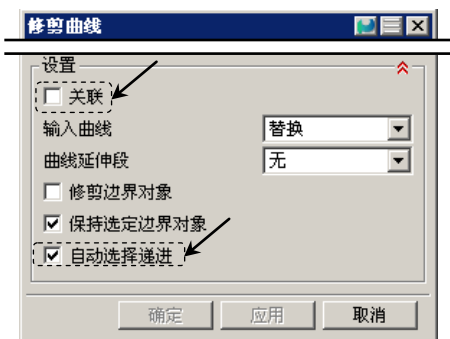 修剪曲线
设置
关联
输入曲线 替换
曲线延伸段 无
修剪边界对象
保持选定边界对象
自动选择递进
确定 应用 取消